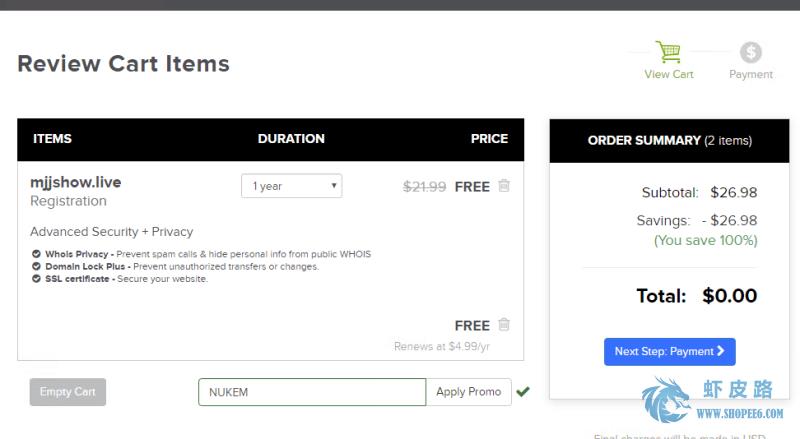 Review Cart Items
View Cart
Payment
ITEMS DURATION PRICE
mjjshow.live
Registration
1 year
$21.99 FREE
Advanced Security + Privacy
Whois Privacy - Prevent spam calls & hide personal info from public WHOIS
Domain Lock Plus - Prevent unauthorized transfers or changes.
SSL certificate - Secure your website.
FREE
Renews at $4.99/yr
Empty Cart
NUKEM
Apply Promo
ORDER SUMMARY (2 items)
Subtotal: $26.98
Savings: - $26.98
(You save 100%)
Total: $0.00
Next Step: Payment
虾皮路
WWW.SHOPEE6.COM
Final charges will be made in USD